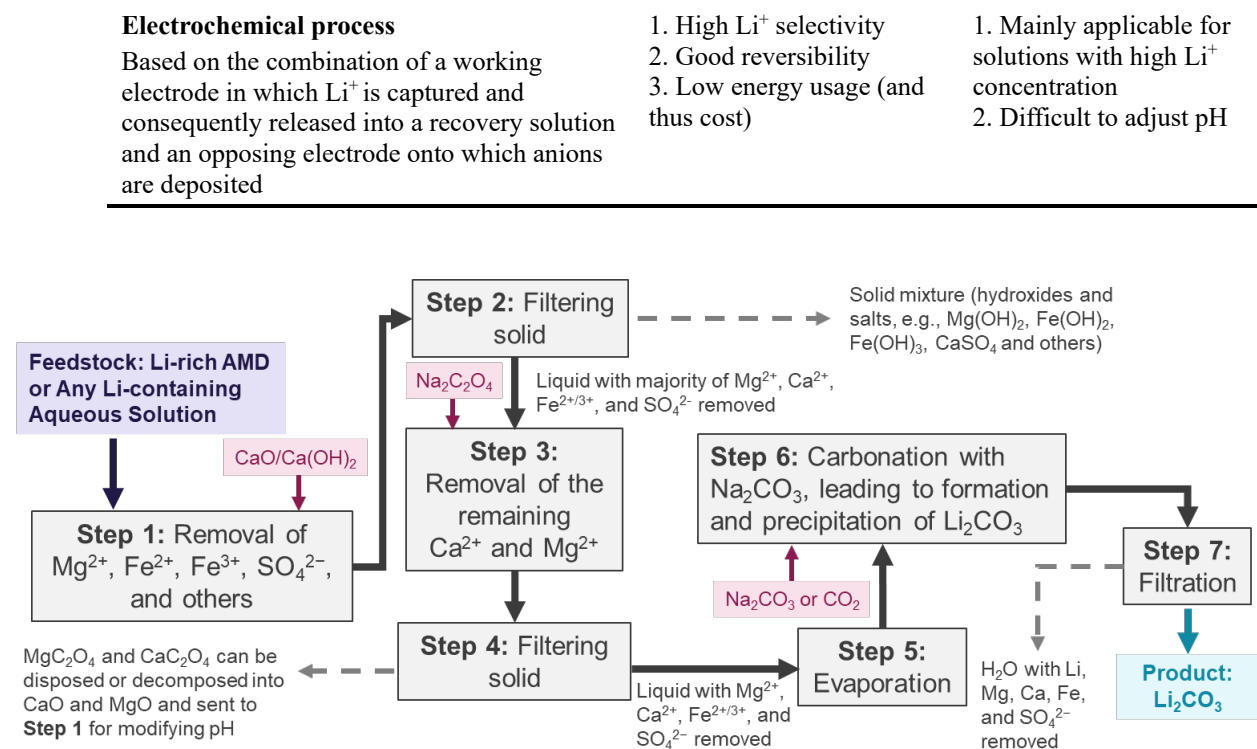 Electrochemical process
Based on the combination of a working
electrode in which Li⁺ is captured and
consequently released into a recovery solution
and an opposing electrode onto which anions
are deposited
1. High Li⁺ selectivity
2. Good reversibility
3. Low energy usage (and
thus cost)
1. Mainly applicable for
solutions with high Li⁺
concentration
2. Difficult to adjust pH
Feedstock: Li-rich AMD
or Any Li-containing
Aqueous Solution
CaO/Ca(OH)₂
Step 1: Removal of
Mg²⁺, Fe²⁺, Fe³⁺, SO₄²⁻,
and others
Step 2: Filtering
solid
Solid mixture (hydroxides and
salts, e.g., Mg(OH)₂, Fe(OH)₂,
Fe(OH)₃, CaSO₄ and others)
Liquid with majority of Mg²⁺, Ca²⁺,
Fe²⁺/³⁺, and SO₄²⁻ removed
Na₂C₂O₄
Step 3:
Removal of the
remaining
Ca²⁺ and Mg²⁺
Step 4: Filtering
solid
MgC₂O₄ and CaC₂O₄ can be
disposed or decomposed into
CaO and MgO and sent to
Step 1 for modifying pH
Liquid with Mg²⁺,
Ca²⁺, Fe²⁺/³⁺, and
SO₄²⁻ removed
Step 5:
Evaporation
Na₂CO₃ or CO₂
Step 6: Carbonation with
Na₂CO₃, leading to formation
and precipitation of Li₂CO₃
Step 7:
Filtration
H₂O with Li,
Mg, Ca, Fe,
and SO₄²⁻
removed
Product:
Li₂CO₃